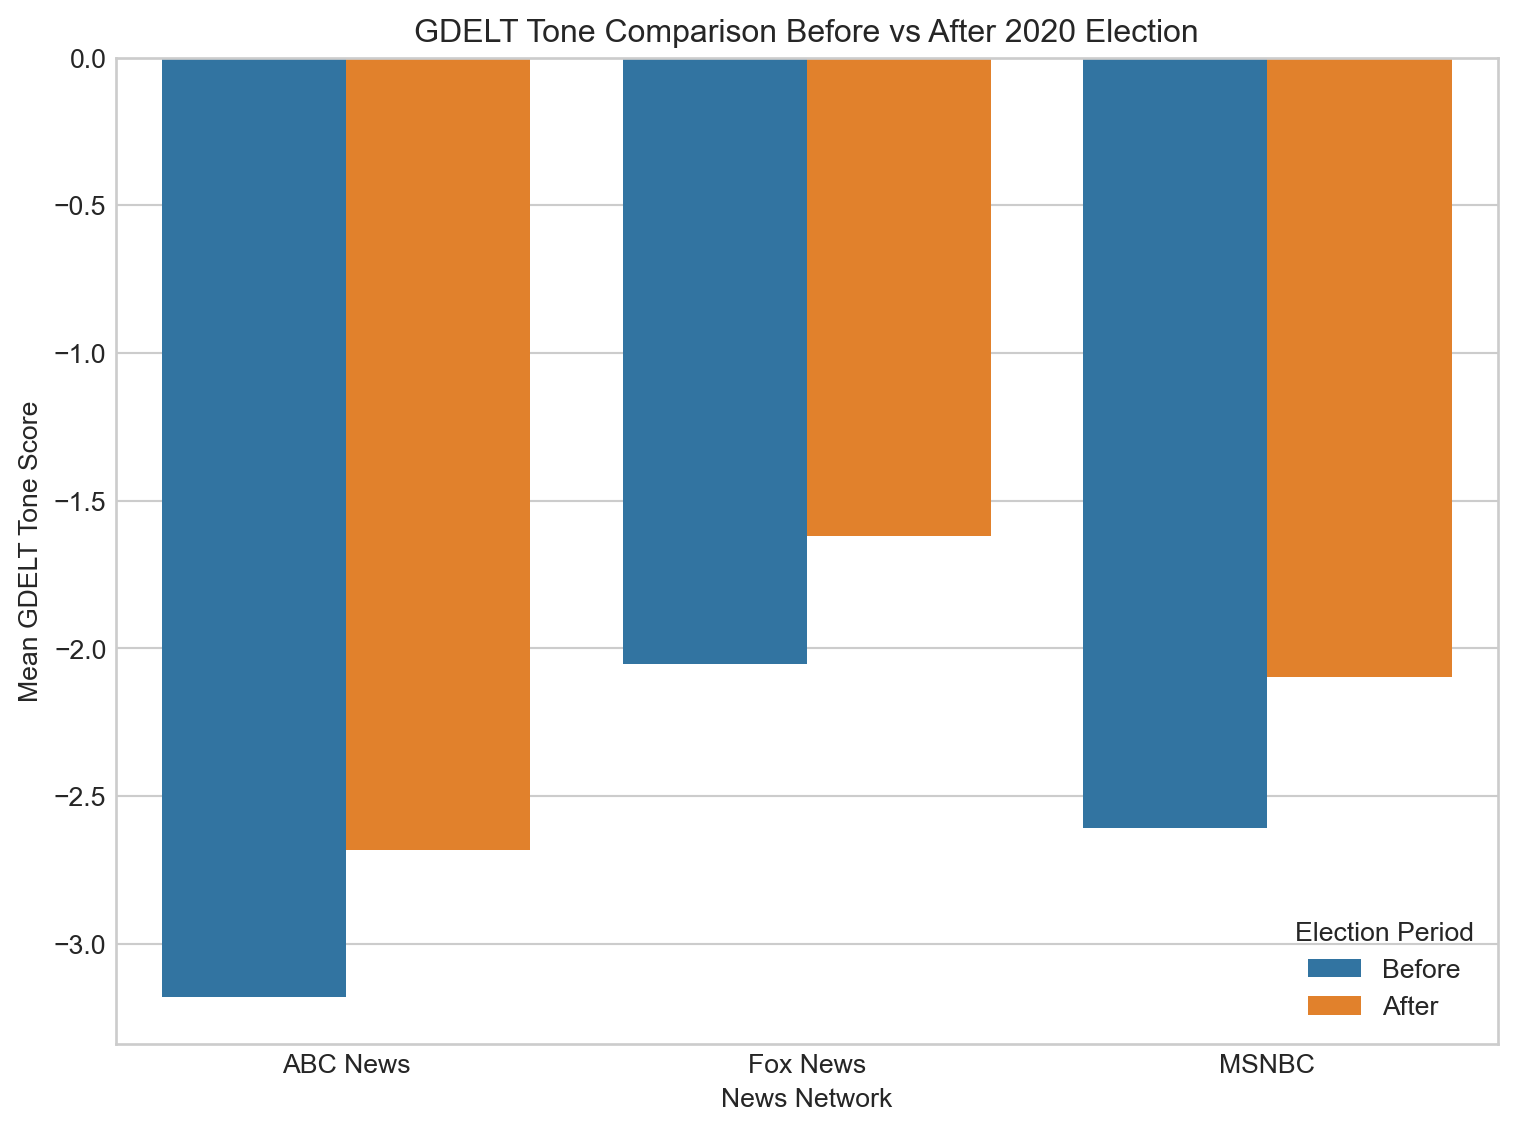 GDELT Tone Comparison Before vs After 2020 Election
0.0
−0.5
−1.0
−1.5
−2.0
−2.5
−3.0
Mean GDELT Tone Score
Election Period
Before
After
ABC News
Fox News
MSNBC
News Network